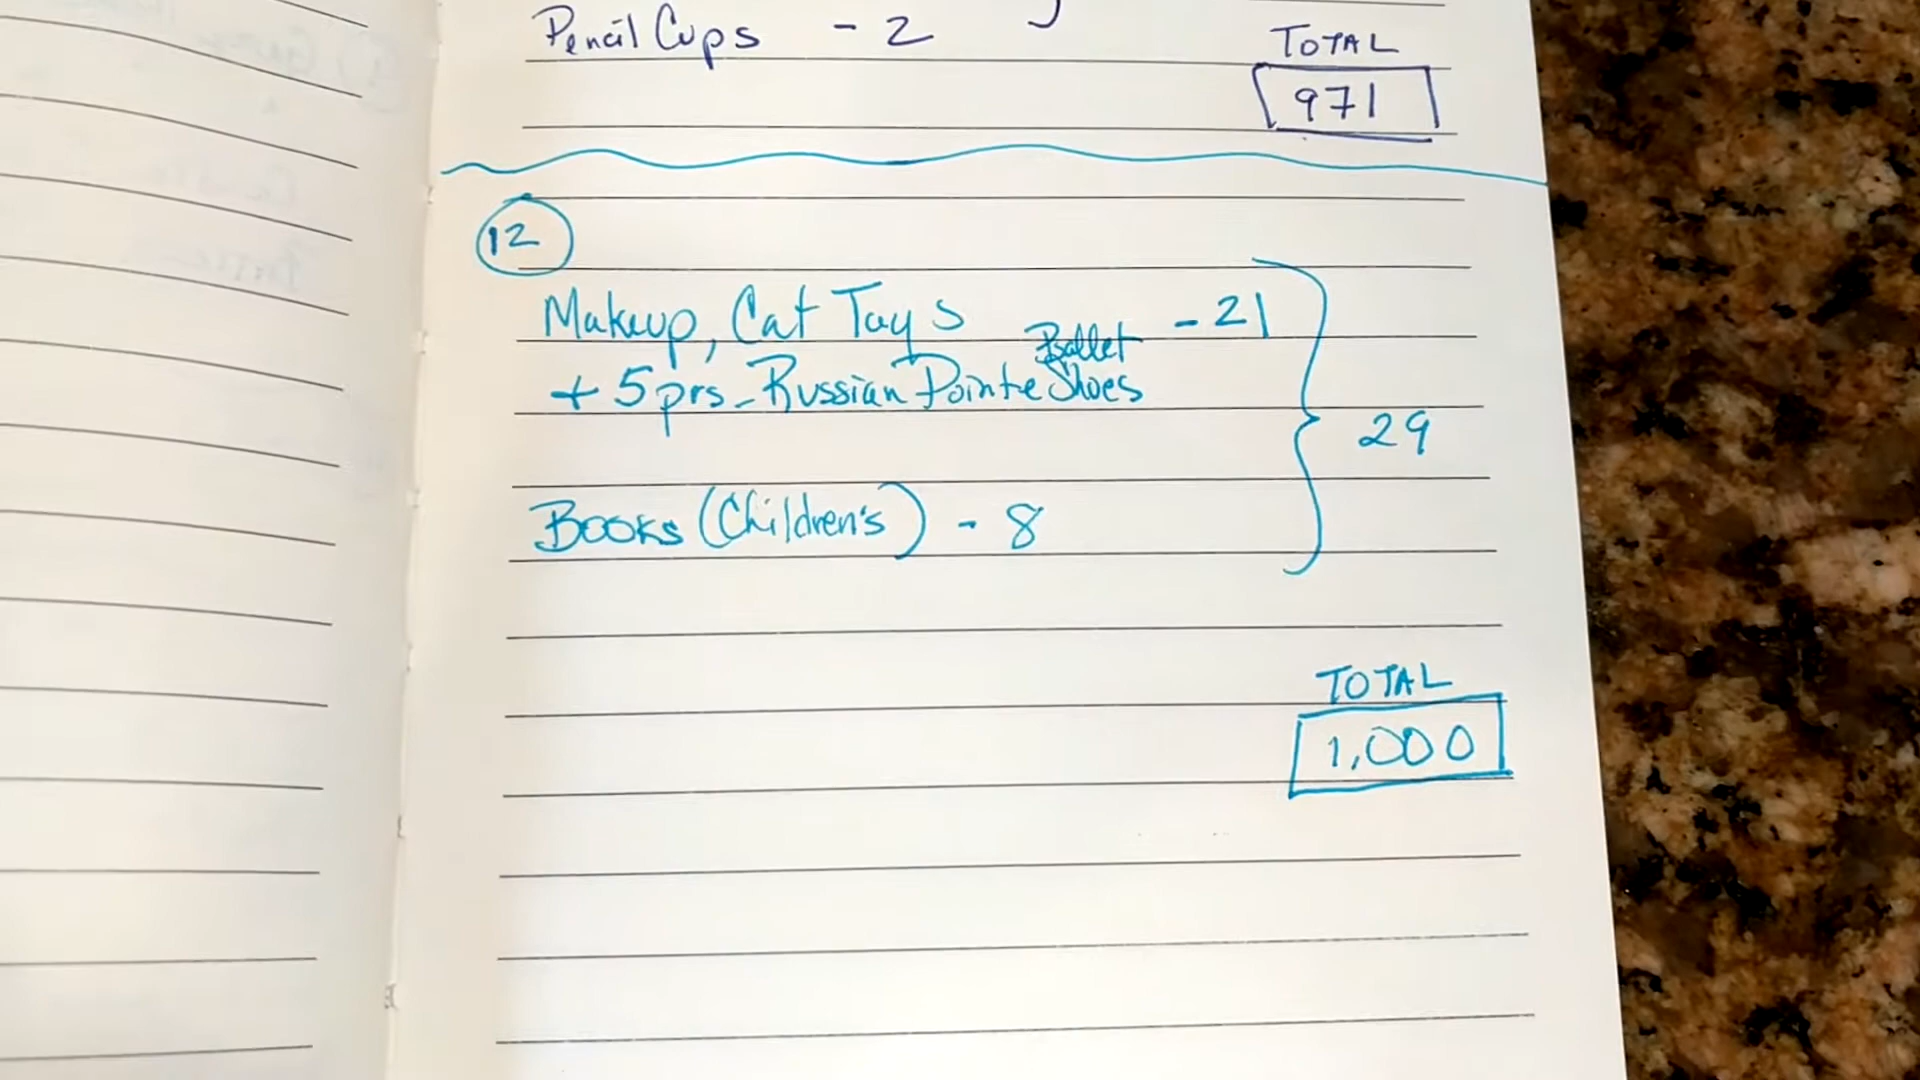 Pencil Cups - 2
TOTAL
971
12
Makeup, Cat Toys - 21
Ballet
+ 5 prs - Russian Pointe Shoes
29
Books (Children's) - 8
TOTAL
1,000